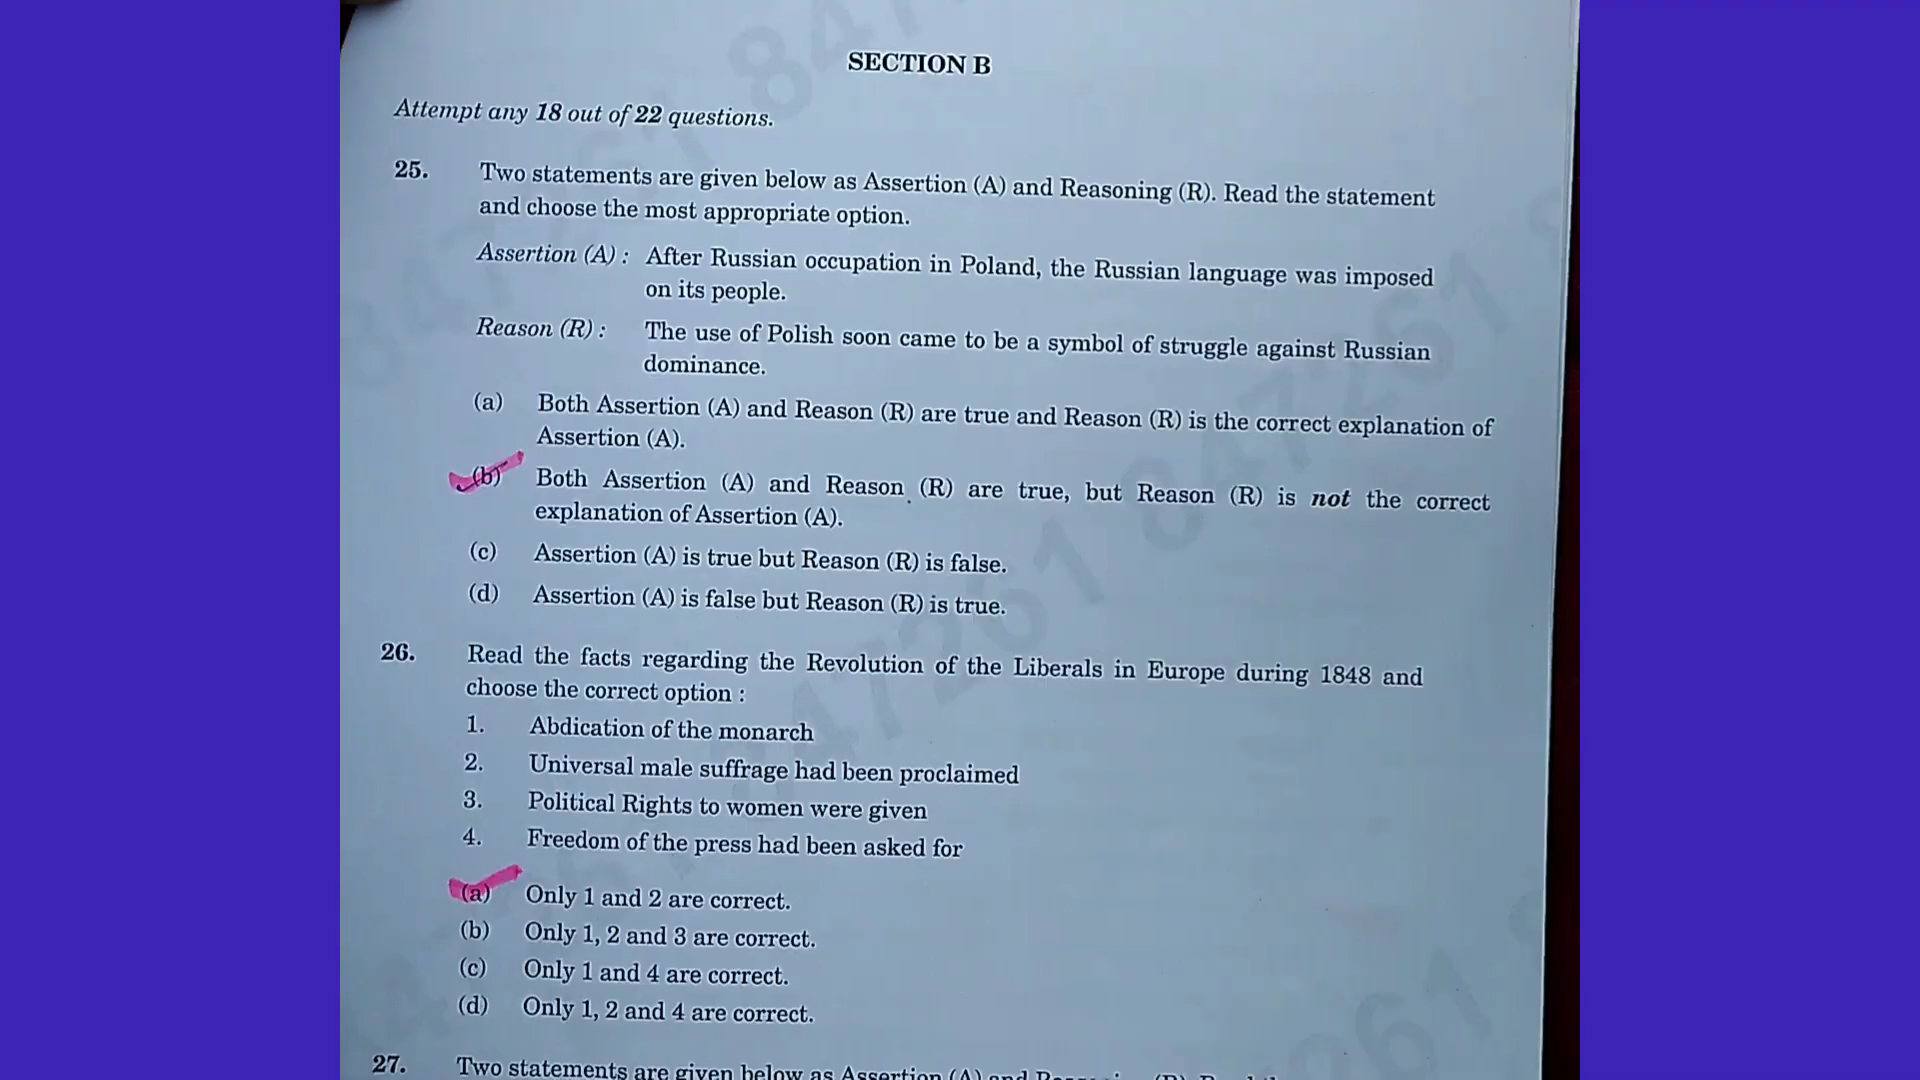 SECTION B
Attempt any 18 out of 22 questions.
25. Two statements are given below as Assertion (A) and Reasoning (R). Read the statement
and choose the most appropriate option.
Assertion (A) : After Russian occupation in Poland, the Russian language was imposed
on its people.
Reason (R) : The use of Polish soon came to be a symbol of struggle against Russian
dominance.
(a) Both Assertion (A) and Reason (R) are true and Reason (R) is the correct explanation of
Assertion (A).
(b) Both Assertion (A) and Reason (R) are true, but Reason (R) is not the correct
explanation of Assertion (A).
(c) Assertion (A) is true but Reason (R) is false.
(d) Assertion (A) is false but Reason (R) is true.
26. Read the facts regarding the Revolution of the Liberals in Europe during 1848 and
choose the correct option :
1. Abdication of the monarch
2. Universal male suffrage had been proclaimed
3. Political Rights to women were given
4. Freedom of the press had been asked for
(a) Only 1 and 2 are correct.
(b) Only 1, 2 and 3 are correct.
(c) Only 1 and 4 are correct.
(d) Only 1, 2 and 4 are correct.
27. Two statements are given below as Assertion (A) and